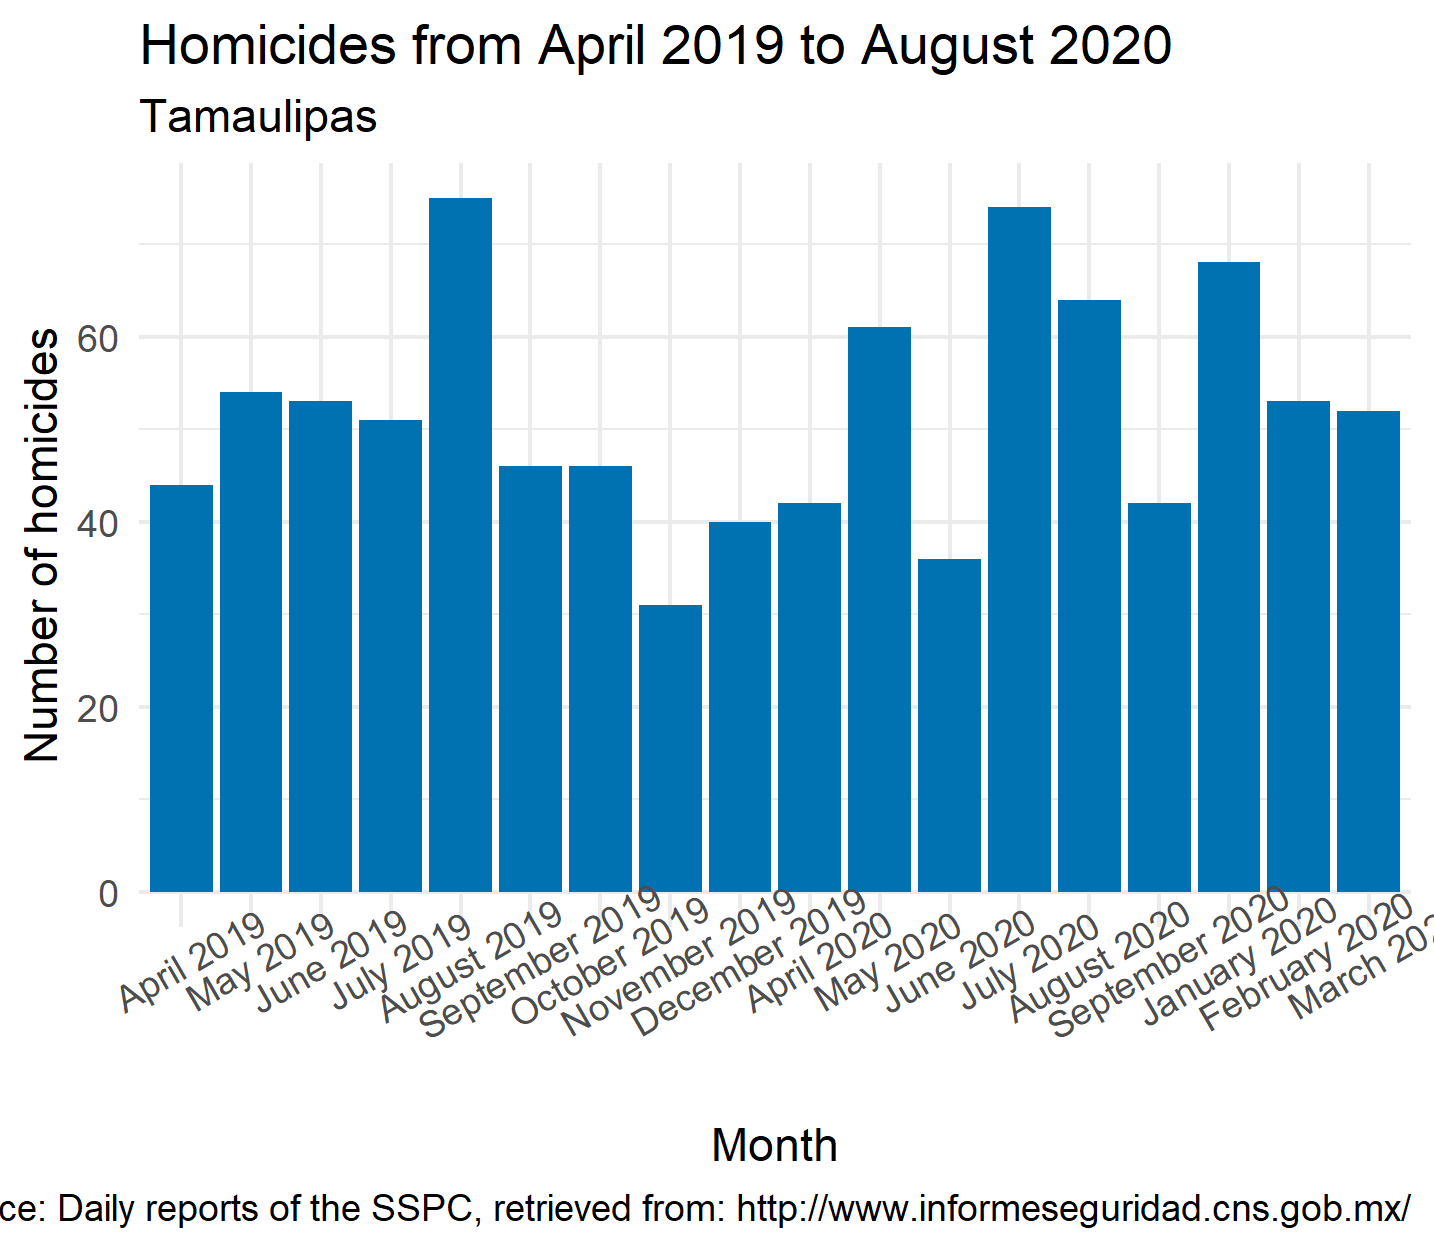 Homicides from April 2019 to August 2020
Tamaulipas
Number of homicides
60
40
20
0
April 2019
May 2019
June 2019
July 2019
August 2019
September 2019
October 2019
November 2019
December 2019
April 2020
May 2020
June 2020
July 2020
August 2020
September 2020
January 2020
February 2020
March 202
Month
ce: Daily reports of the SSPC, retrieved from: http://www.informeseguridad.cns.gob.mx/